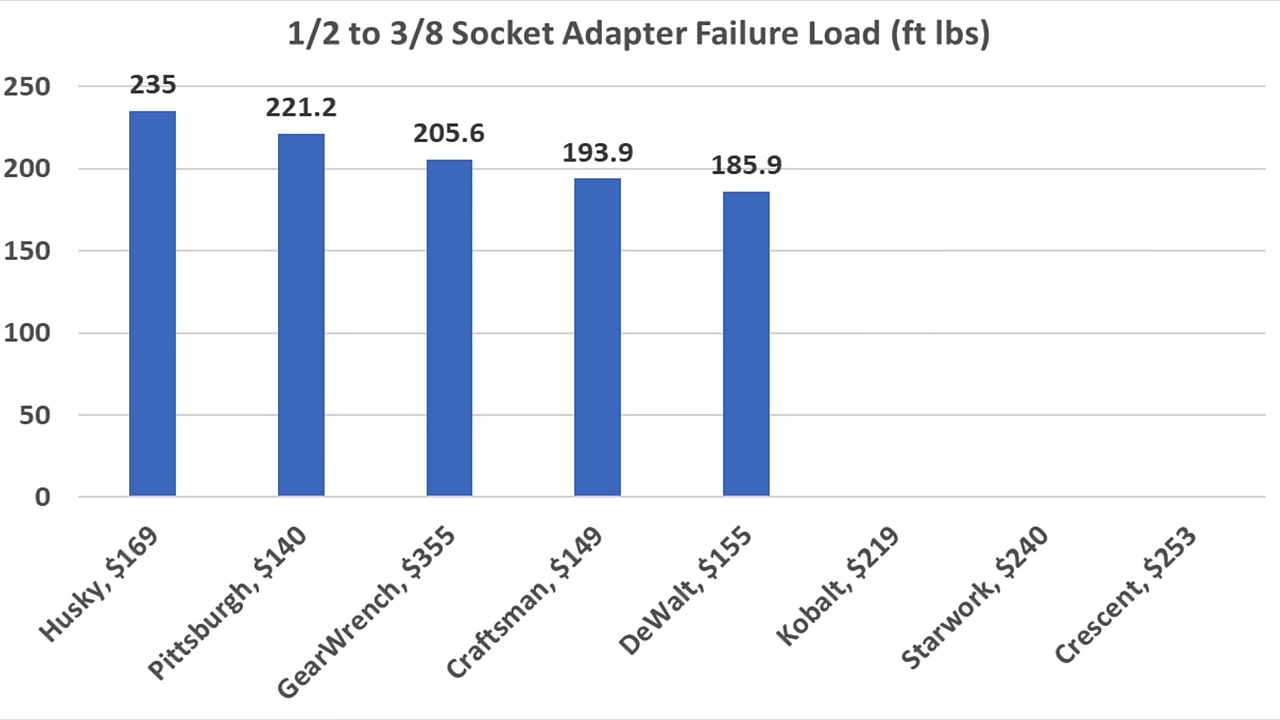 1/2 to 3/8 Socket Adapter Failure Load (ft lbs)
250
200
150
100
50
0
235
221.2
205.6
193.9
185.9
Husky, $169
Pittsburgh, $140
GearWrench, $355
Craftsman, $149
DeWalt, $155
Kobalt, $219
Starwork, $240
Crescent, $253